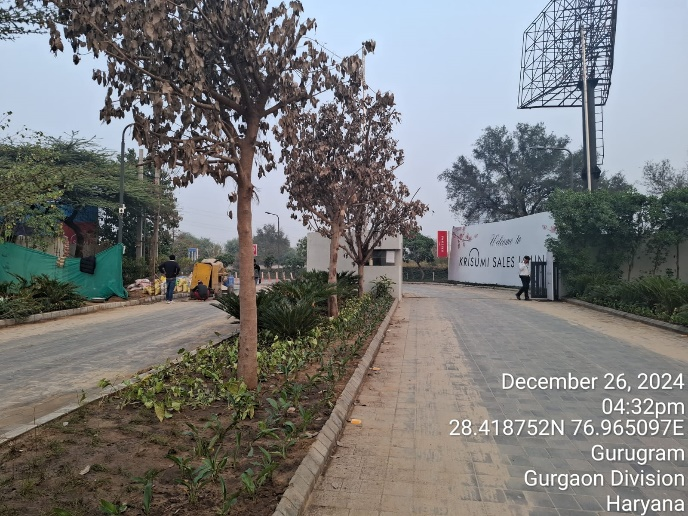 Welcome to
KRISUMI SALES
December 26, 2024
04:32pm
28.418752N 76.965097E
Gurugram
Gurgaon Division
Haryana